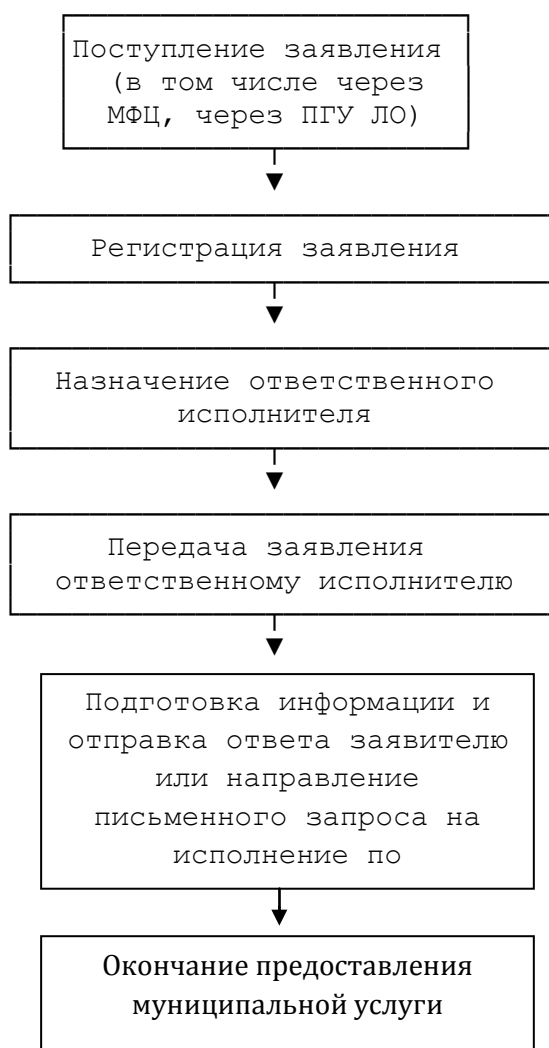 Поступление заявления
(в том числе через
МФЦ, через ПГУ ЛО)
Регистрация заявления
Назначение ответственного
исполнителя
Передача заявления
ответственному исполнителю
Подготовка информации и
отправка ответа заявителю
или направление
письменного запроса на
исполнение по
Окончание предоставления
муниципальной услуги